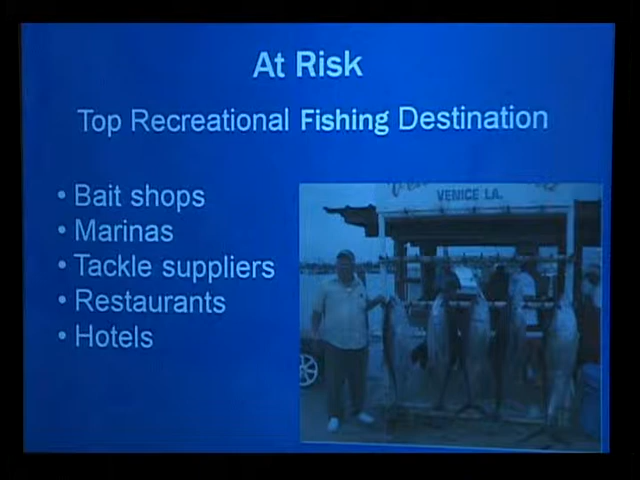 At Risk
Top Recreational Fishing Destination
• Bait shops
• Marinas
• Tackle suppliers
• Restaurants
• Hotels
VENICE LA.